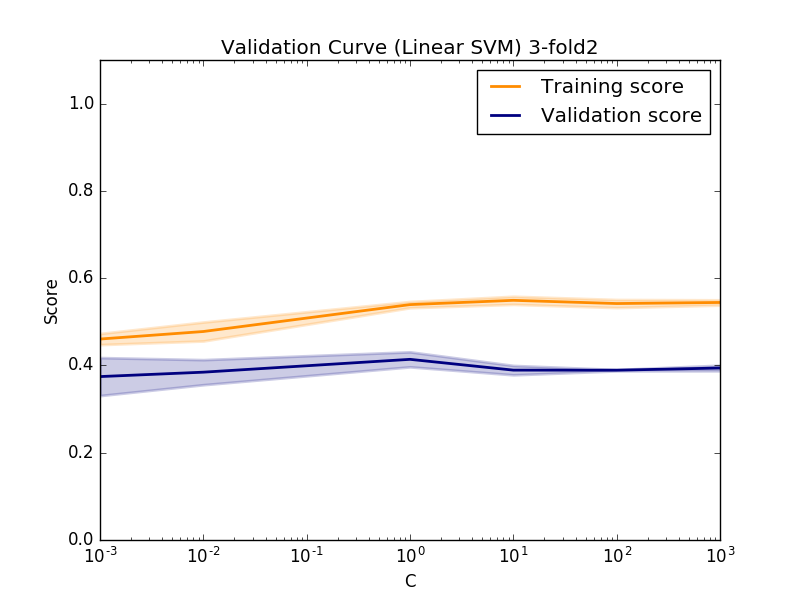 Validation Curve (Linear SVM) 3-fold2
Training score
Validation score
1.0
0.8
0.6
0.4
0.2
0.0
Score
10⁻³ 10⁻² 10⁻¹ 10⁰ 10¹ 10² 10³
C